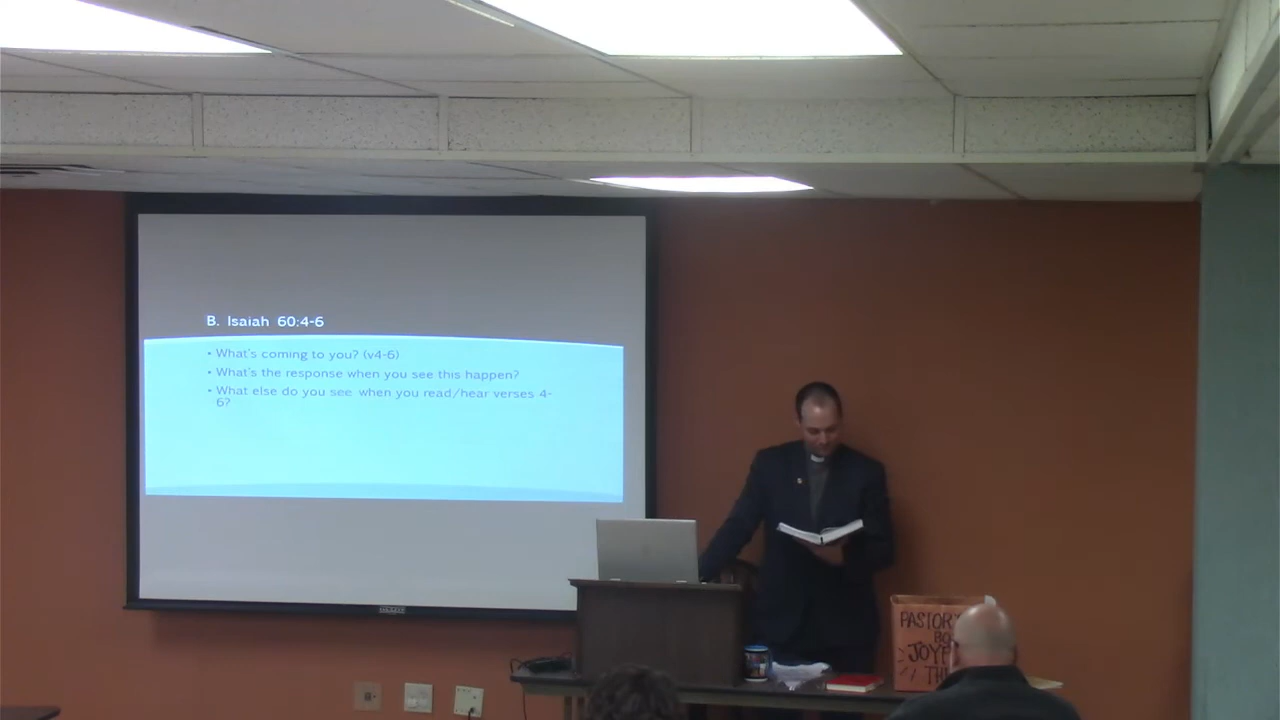 B. Isaiah 60:4-6
• What's coming to you? (v4-6)
• What's the response when you see this happen?
• What else do you see when you read/hear verses 4-
6?
PASTOR
JOY